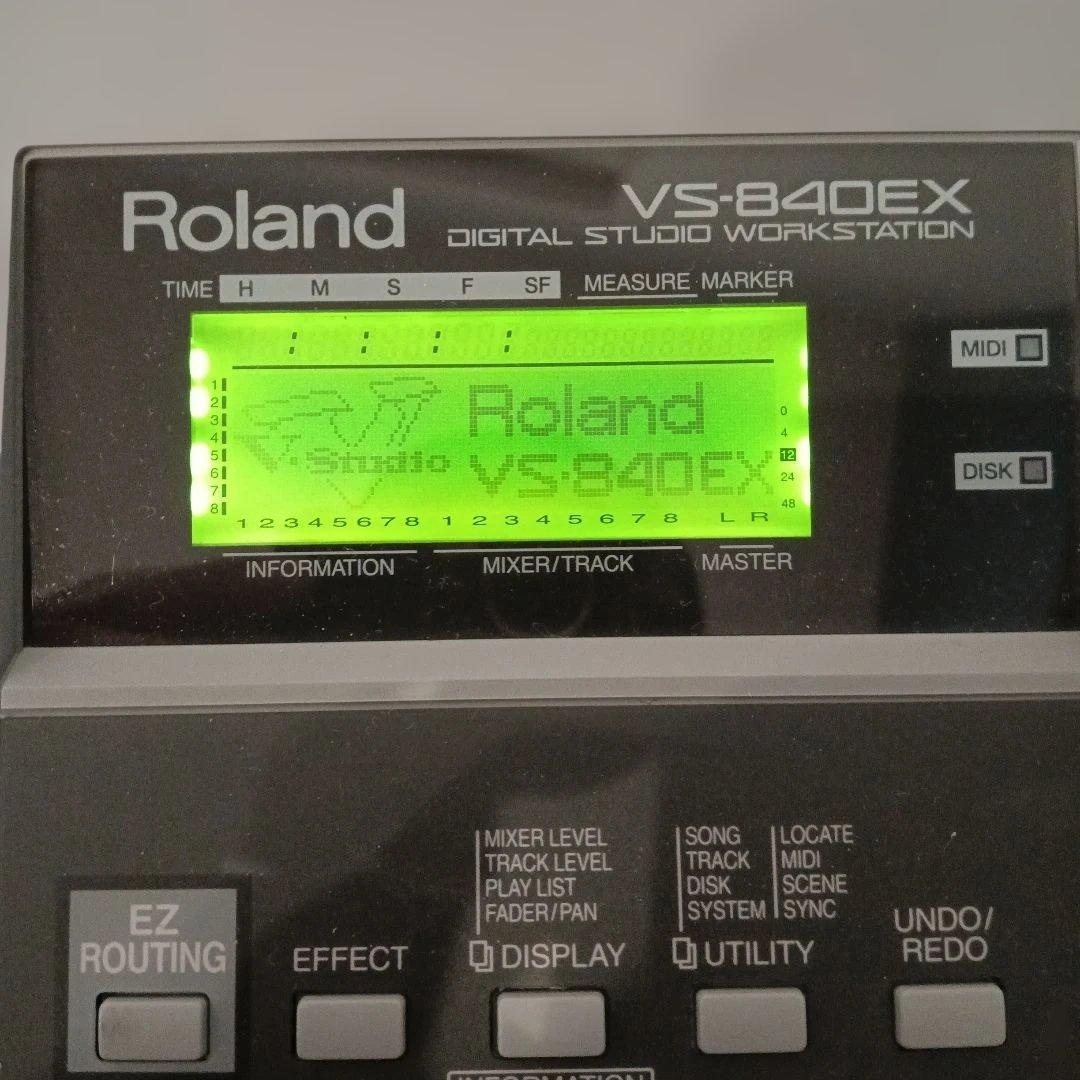 Roland
VS-840EX
DIGITAL STUDIO WORKSTATION
TIME H M S F SF MEASURE MARKER
MIDI
DISK
1
2
3
4
5
6
7
8
Studio
Roland
VS-840EX
0
4
12
24
48
1 2 3 4 5 6 7 8 1 2 3 4 5 6 7 8 L R
INFORMATION MIXER/TRACK MASTER
MIXER LEVEL
TRACK LEVEL
PLAY LIST
FADER/PAN
SONG
TRACK
DISK
SYSTEM
LOCATE
MIDI
SCENE
SYNC
EZ
ROUTING
EFFECT
DISPLAY
UTILITY
UNDO/
REDO
INFORMATION